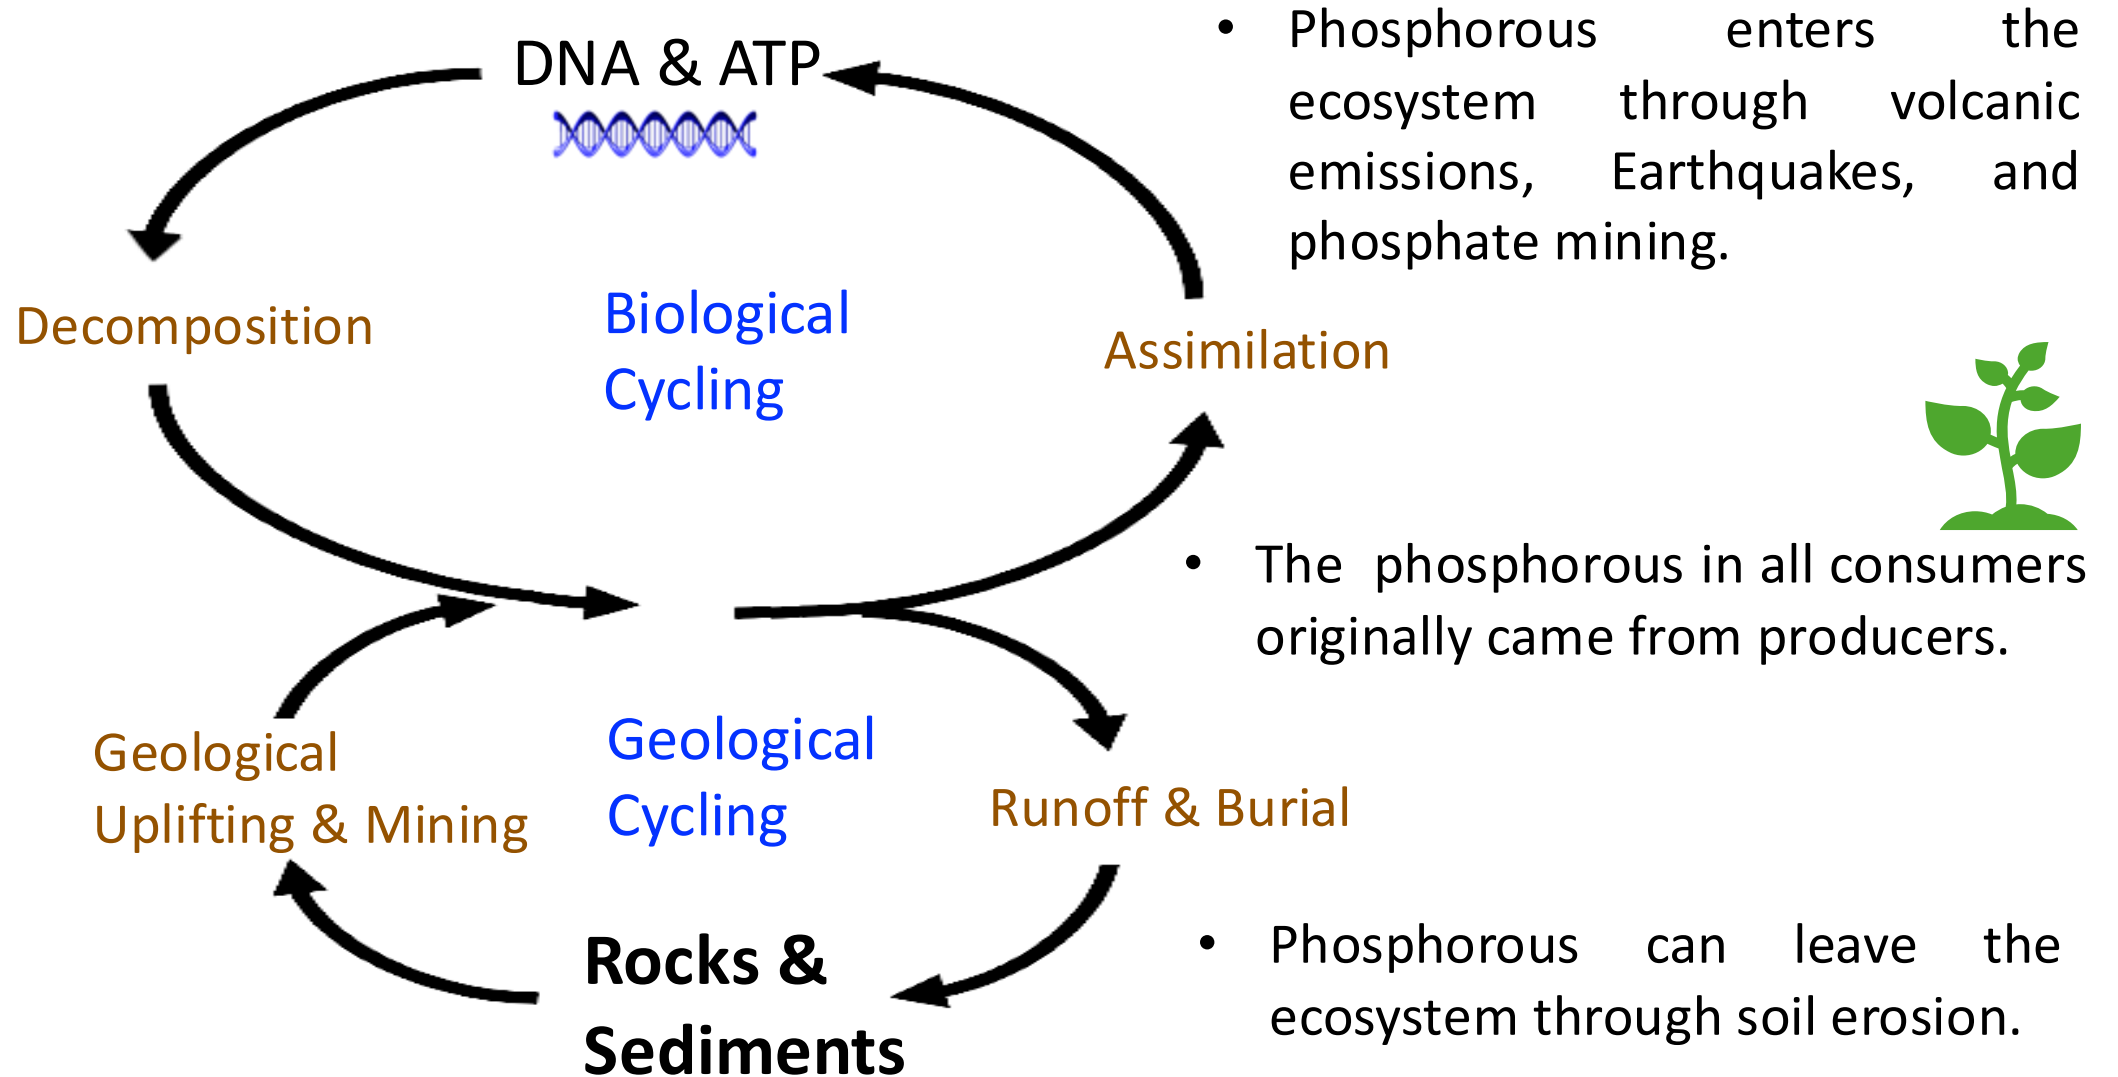 DNA & ATP
Decomposition
Biological
Cycling
Assimilation
Geological
Uplifting & Mining
Geological
Cycling
Runoff & Burial
Rocks &
Sediments
• Phosphorous enters the
ecosystem through volcanic
emissions, Earthquakes, and
phosphate mining.
• The phosphorous in all consumers
originally came from producers.
• Phosphorous can leave the
ecosystem through soil erosion.